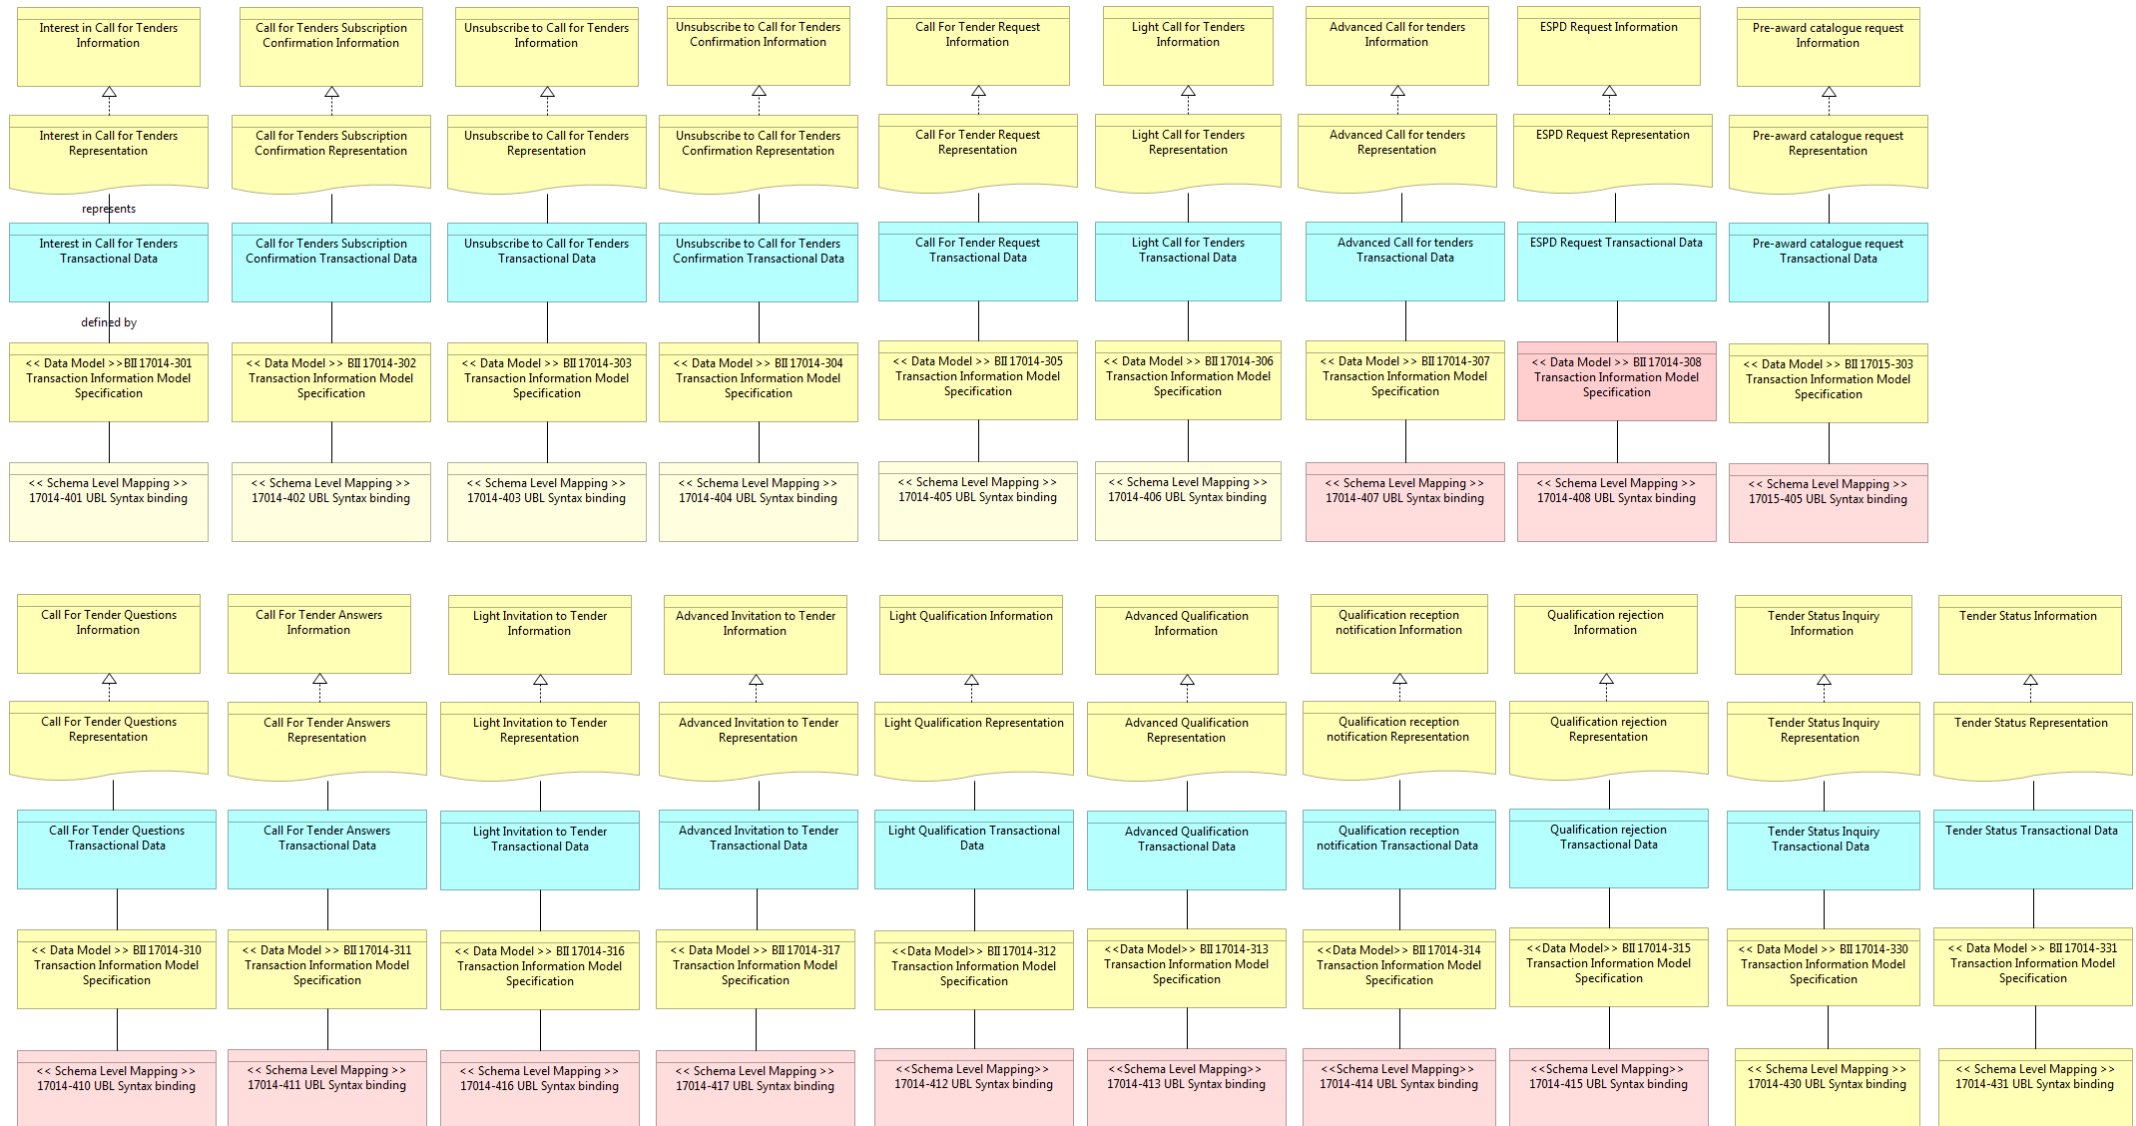 Interest in Call for Tenders
Information
Call for Tenders Subscription
Confirmation Information
Unsubscribe to Call for Tenders
Information
Unsubscribe to Call for Tenders
Confirmation Information
Call For Tender Request
Information
Light Call for Tenders
Information
Advanced Call for tenders
Information
ESPD Request Information
Pre-award catalogue request
Information
Interest in Call for Tenders
Representation
Call for Tenders Subscription
Confirmation Representation
Unsubscribe to Call for Tenders
Representation
Unsubscribe to Call for Tenders
Confirmation Representation
Call For Tender Request
Representation
Light Call for Tenders
Representation
Advanced Call for tenders
Representation
ESPD Request Representation
Pre-award catalogue request
Representation
represents
Interest in Call for Tenders
Transactional Data
Call for Tenders Subscription
Confirmation Transactional Data
Unsubscribe to Call for Tenders
Transactional Data
Unsubscribe to Call for Tenders
Confirmation Transactional Data
Call For Tender Request
Transactional Data
Light Call for Tenders
Transactional Data
Advanced Call for tenders
Transactional Data
ESPD Request Transactional Data
Pre-award catalogue request
Transactional Data
defined by
<< Data Model >>BII 17014-301
Transaction Information Model
Specification
<< Data Model >> BII 17014-302
Transaction Information Model
Specification
<< Data Model >> BII 17014-303
Transaction Information Model
Specification
<< Data Model >> BII 17014-304
Transaction Information Model
Specification
<< Data Model >> BII 17014-305
Transaction Information Model
Specification
<< Data Model >> BII 17014-306
Transaction Information Model
Specification
<< Data Model >> BII 17014-307
Transaction Information Model
Specification
<< Data Model >> BII 17014-308
Transaction Information Model
Specification
<< Data Model >> BII 17015-303
Transaction Information Model
Specification
<< Schema Level Mapping >>
17014-401 UBL Syntax binding
<< Schema Level Mapping >>
17014-402 UBL Syntax binding
<< Schema Level Mapping >>
17014-403 UBL Syntax binding
<< Schema Level Mapping >>
17014-404 UBL Syntax binding
<< Schema Level Mapping >>
17014-405 UBL Syntax binding
<< Schema Level Mapping >>
17014-406 UBL Syntax binding
<< Schema Level Mapping >>
17014-407 UBL Syntax binding
<< Schema Level Mapping >>
17014-408 UBL Syntax binding
<< Schema Level Mapping >>
17015-405 UBL Syntax binding
Call For Tender Questions
Information
Call For Tender Answers
Information
Light Invitation to Tender
Information
Advanced Invitation to Tender
Information
Light Qualification Information
Advanced Qualification
Information
Qualification reception
notification Information
Qualification rejection
Information
Tender Status Inquiry
Information
Tender Status Information
Call For Tender Questions
Representation
Call For Tender Answers
Representation
Light Invitation to Tender
Representation
Advanced Invitation to Tender
Representation
Light Qualification Representation
Advanced Qualification
Representation
Qualification reception
notification Representation
Qualification rejection
Representation
Tender Status Inquiry
Representation
Tender Status Representation
Call For Tender Questions
Transactional Data
Call For Tender Answers
Transactional Data
Light Invitation to Tender
Transactional Data
Advanced Invitation to Tender
Transactional Data
Light Qualification Transactional
Data
Advanced Qualification
Transactional Data
Qualification reception
notification Transactional Data
Qualification rejection
Transactional Data
Tender Status Inquiry
Transactional Data
Tender Status Transactional Data
<< Data Model >> BII 17014-310
Transaction Information Model
Specification
<< Data Model >> BII 17014-311
Transaction Information Model
Specification
<< Data Model >> BII 17014-316
Transaction Information Model
Specification
<< Data Model >> BII 17014-317
Transaction Information Model
Specification
<<Data Model>> BII 17014-312
Transaction Information Model
Specification
<<Data Model>> BII 17014-313
Transaction Information Model
Specification
<<Data Model>> BII 17014-314
Transaction Information Model
Specification
<<Data Model>> BII 17014-315
Transaction Information Model
Specification
<< Data Model >> BII 17014-330
Transaction Information Model
Specification
<< Data Model >> BII 17014-331
Transaction Information Model
Specification
<< Schema Level Mapping >>
17014-410 UBL Syntax binding
<< Schema Level Mapping >>
17014-411 UBL Syntax binding
<< Schema Level Mapping >>
17014-416 UBL Syntax binding
<< Schema Level Mapping >>
17014-417 UBL Syntax binding
<<Schema Level Mapping>>
17014-412 UBL Syntax binding
<<Schema Level Mapping>>
17014-413 UBL Syntax binding
<<Schema Level Mapping>>
17014-414 UBL Syntax binding
<<Schema Level Mapping>>
17014-415 UBL Syntax binding
<< Schema Level Mapping >>
17014-430 UBL Syntax binding
<< Schema Level Mapping >>
17014-431 UBL Syntax binding